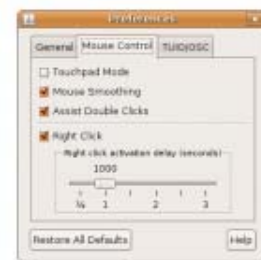 Preferences
General Mouse Control TUIO/OSC
Touchpad Mode
Mouse Smoothing
Assist Double Clicks
Right Click
Right click activation delay (seconds)
1000
½ 1 2 3
Restore All Defaults Help